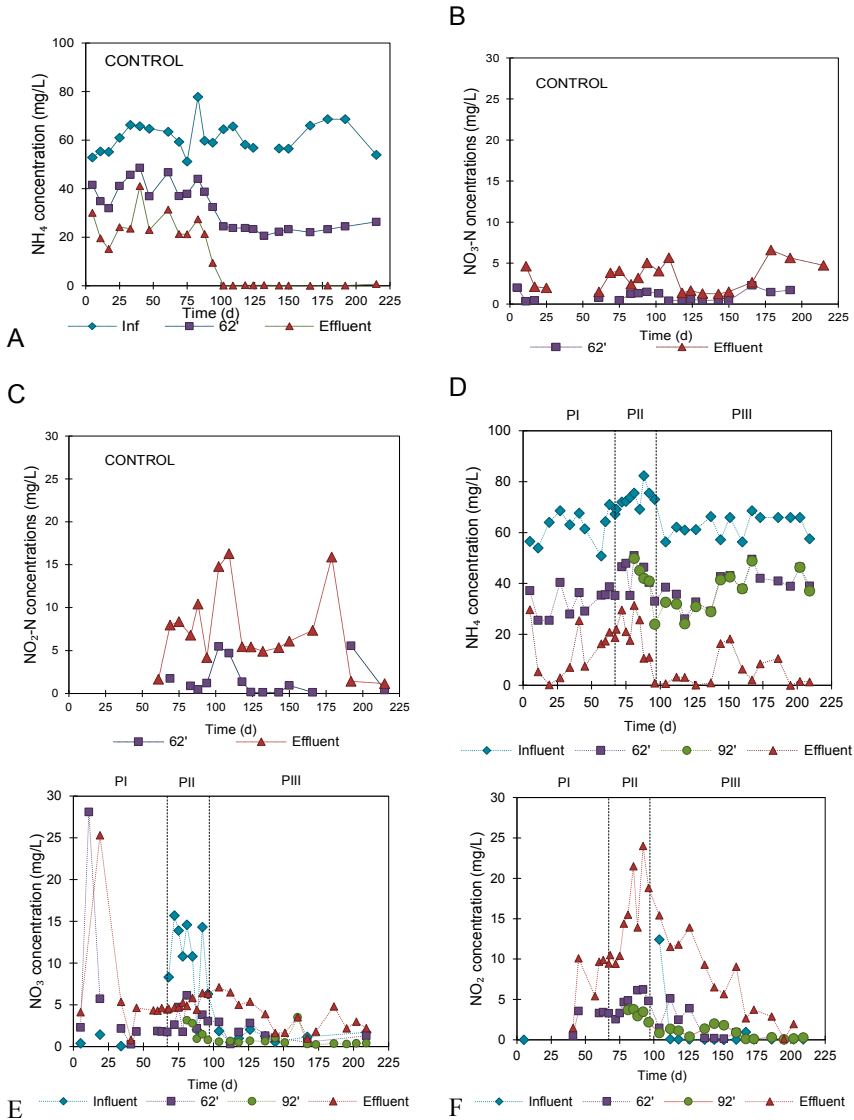 A
CONTROL
NH4 concentration (mg/L)
100
80
60
40
20
0
0 25 50 75 100 125 150 175 200 225
Time (d)
Inf 62' Effluent
B
CONTROL
NO3-N oncentrations (mg/L)
30
25
20
15
10
5
0
0 25 50 75 100 125 150 175 200 225
Time (d)
62' Effluent
C
CONTROL
NO2-N concentrations (mg/L)
30
25
20
15
10
5
0
0 25 50 75 100 125 150 175 200 225
Time (d)
62' Effluent
D
PI PII PIII
NH4 concentration (mg/L)
100
80
60
40
20
0
0 25 50 75 100 125 150 175 200 225
Time (d)
Influent 62' 92' Effluent
PI PII PIII
NO3 concentration (mg/L)
30
25
20
15
10
5
0
0 25 50 75 100 125 150 175 200 225
Time (d)
E
Influent 62' 92' Effluent
PI PII PIII
NO2 concentration (mg/L)
30
25
20
15
10
5
0
0 25 50 75 100 125 150 175 200 225
Time (d)
F
Influent 62' 92' Effluent